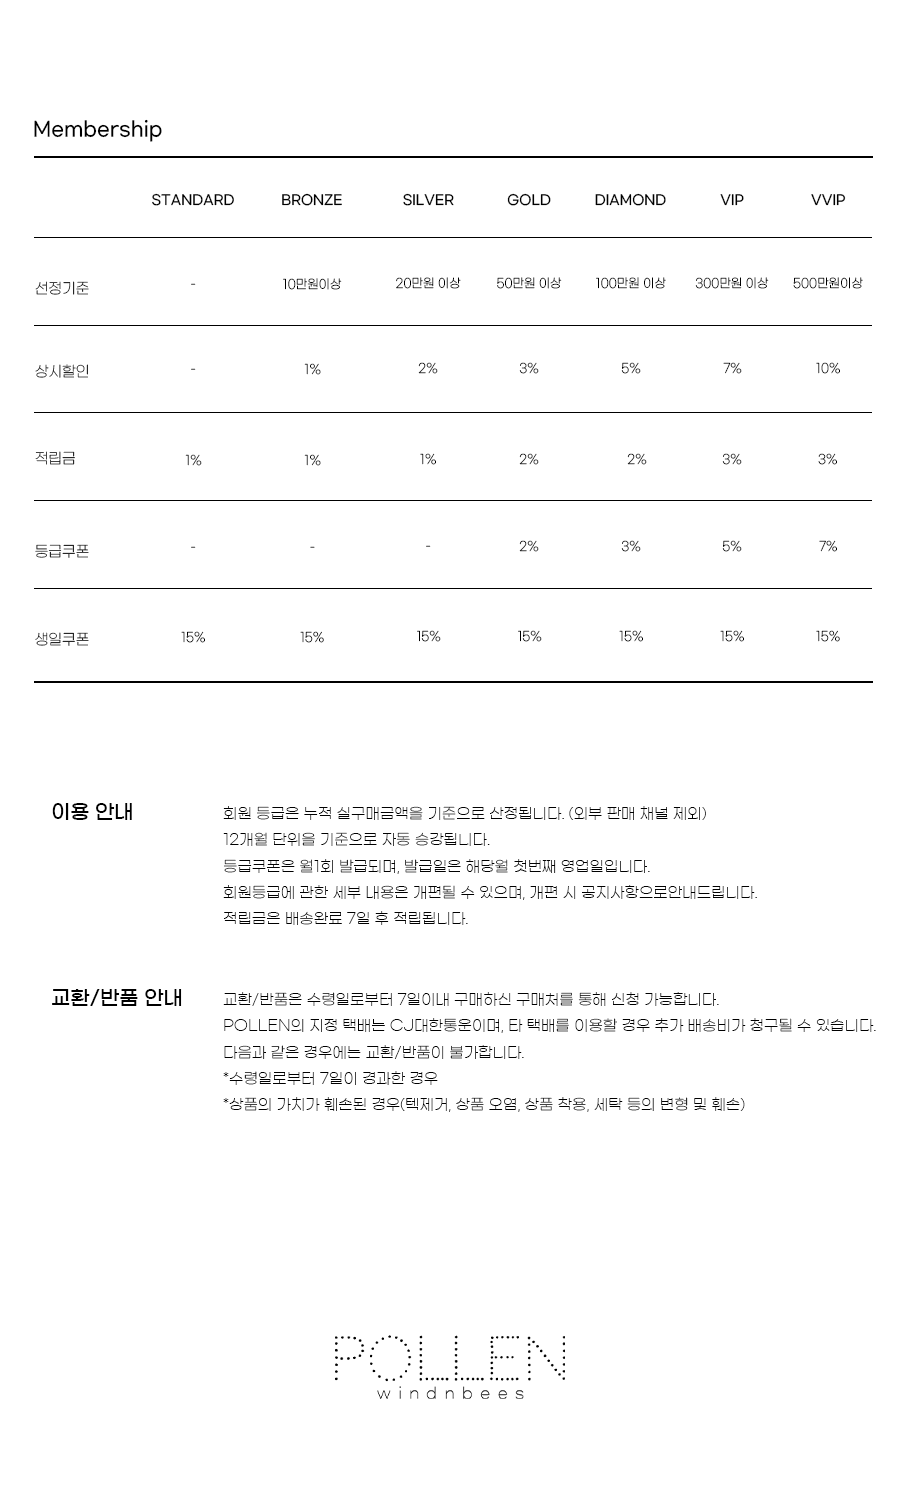 Membership
STANDARD BRONZE SILVER GOLD DIAMOND VIP VVIP
선정기준 - 10만원이상 20만원 이상 50만원 이상 100만원 이상 300만원 이상 500만원이상
상시할인 - 1% 2% 3% 5% 7% 10%
적립금 1% 1% 1% 2% 2% 3% 3%
등급쿠폰 - - - 2% 3% 5% 7%
생일쿠폰 15% 15% 15% 15% 15% 15% 15%
이용 안내 회원 등급은 누적 실구매금액을 기준으로 산정됩니다. (외부 판매 채널 제외)
12개월 단위을 기준으로 자동 승강됩니다.
등급쿠폰은 월1회 발급되며, 발급일은 해당월 첫번째 영업일입니다.
회원등급에 관한 세부 내용은 개편될 수 있으며, 개편 시 공지사항으로안내드립니다.
적립금은 배송완료 7일 후 적립됩니다.
교환/반품 안내 교환/반품은 수령일로부터 7일이내 구매하신 구매처를 통해 신청 가능합니다.
POLLEN의 지정 택배는 CJ대한통운이며, 타 택배를 이용할 경우 추가 배송비가 청구될 수 있습니다.
다음과 같은 경우에는 교환/반품이 불가합니다.
*수령일로부터 7일이 경과한 경우
*상품의 가치가 훼손된 경우(텍제거, 상품 오염, 상품 착용, 세탁 등의 변형 및 훼손)
POLLEN
windnbees